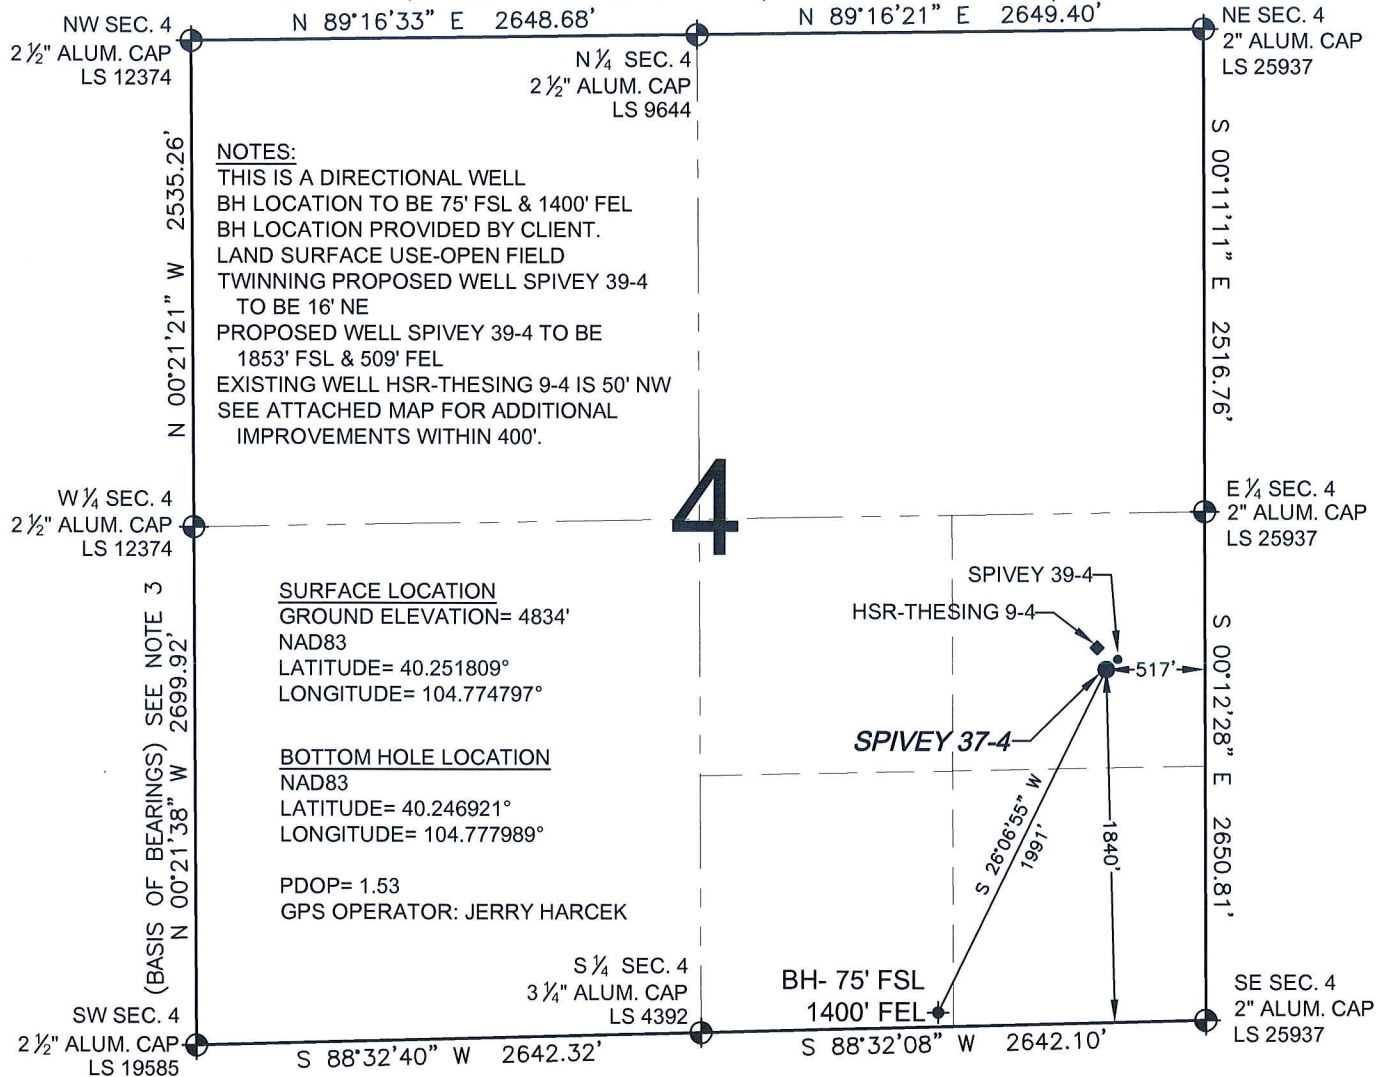 N 89°16'33" E 2648.68'
N 89°16'21" E 2649.40'
NW SEC. 4
2 ½" ALUM. CAP
LS 12374
N ¼ SEC. 4
2 ½" ALUM. CAP
LS 9644
NE SEC. 4
2" ALUM. CAP
LS 25937
N 00°21'21" W 2535.26'
NOTES:
THIS IS A DIRECTIONAL WELL
BH LOCATION TO BE 75' FSL & 1400' FEL
BH LOCATION PROVIDED BY CLIENT.
LAND SURFACE USE-OPEN FIELD
TWINNING PROPOSED WELL SPIVEY 39-4
TO BE 16' NE
PROPOSED WELL SPIVEY 39-4 TO BE
1853' FSL & 509' FEL
EXISTING WELL HSR-THESING 9-4 IS 50' NW
SEE ATTACHED MAP FOR ADDITIONAL
IMPROVEMENTS WITHIN 400'.
S 00°11'11" E 2516.76'
4
W ¼ SEC. 4
2 ½" ALUM. CAP
LS 12374
E ¼ SEC. 4
2" ALUM. CAP
LS 25937
(BASIS OF BEARINGS) SEE NOTE 3
N 00°21'38" W 2699.92'
SURFACE LOCATION
GROUND ELEVATION= 4834'
NAD83
LATITUDE= 40.251809°
LONGITUDE= 104.774797°
BOTTOM HOLE LOCATION
NAD83
LATITUDE= 40.246921°
LONGITUDE= 104.777989°
PDOP= 1.53
GPS OPERATOR: JERRY HARCEK
SPIVEY 39-4
HSR-THESING 9-4
517'
SPIVEY 37-4
S 26°06'55" W
1991'
1840'
S 00°12'28" E 2650.81'
BH- 75' FSL
1400' FEL
S ¼ SEC. 4
3 ¼" ALUM. CAP
LS 4392
SW SEC. 4
2 ½" ALUM. CAP
LS 19585
SE SEC. 4
2" ALUM. CAP
LS 25937
S 88°32'40" W 2642.32'
S 88°32'08" W 2642.10'